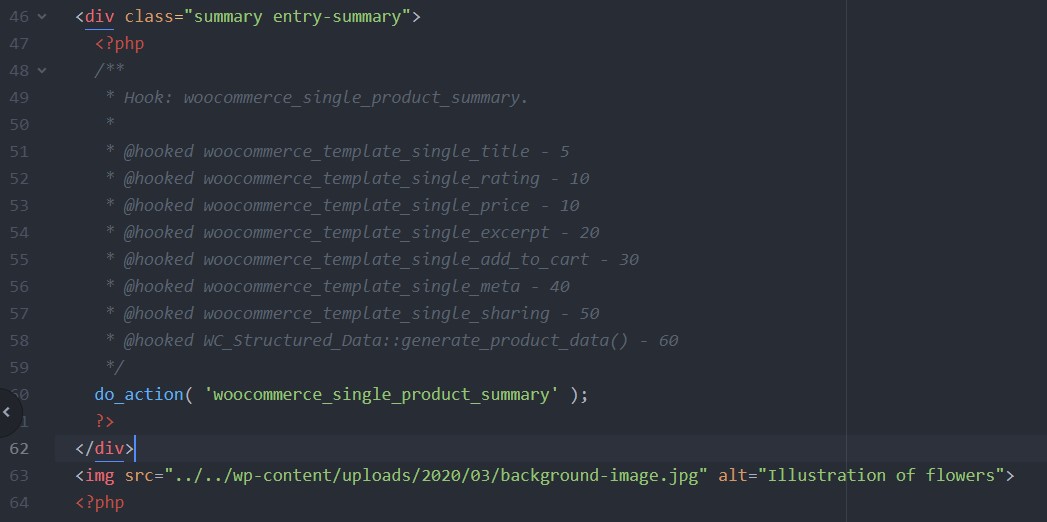 46 <div class="summary entry-summary">
47 <?php
48 /**
49 * Hook: woocommerce_single_product_summary.
50 *
51 * @hooked woocommerce_template_single_title - 5
52 * @hooked woocommerce_template_single_rating - 10
53 * @hooked woocommerce_template_single_price - 10
54 * @hooked woocommerce_template_single_excerpt - 20
55 * @hooked woocommerce_template_single_add_to_cart - 30
56 * @hooked woocommerce_template_single_meta - 40
57 * @hooked woocommerce_template_single_sharing - 50
58 * @hooked WC_Structured_Data::generate_product_data() - 60
59 */
60 do_action( 'woocommerce_single_product_summary' );
1 ?>
62 </div>
63 <img src="../../wp-content/uploads/2020/03/background-image.jpg" alt="Illustration of flowers">
64 <?php